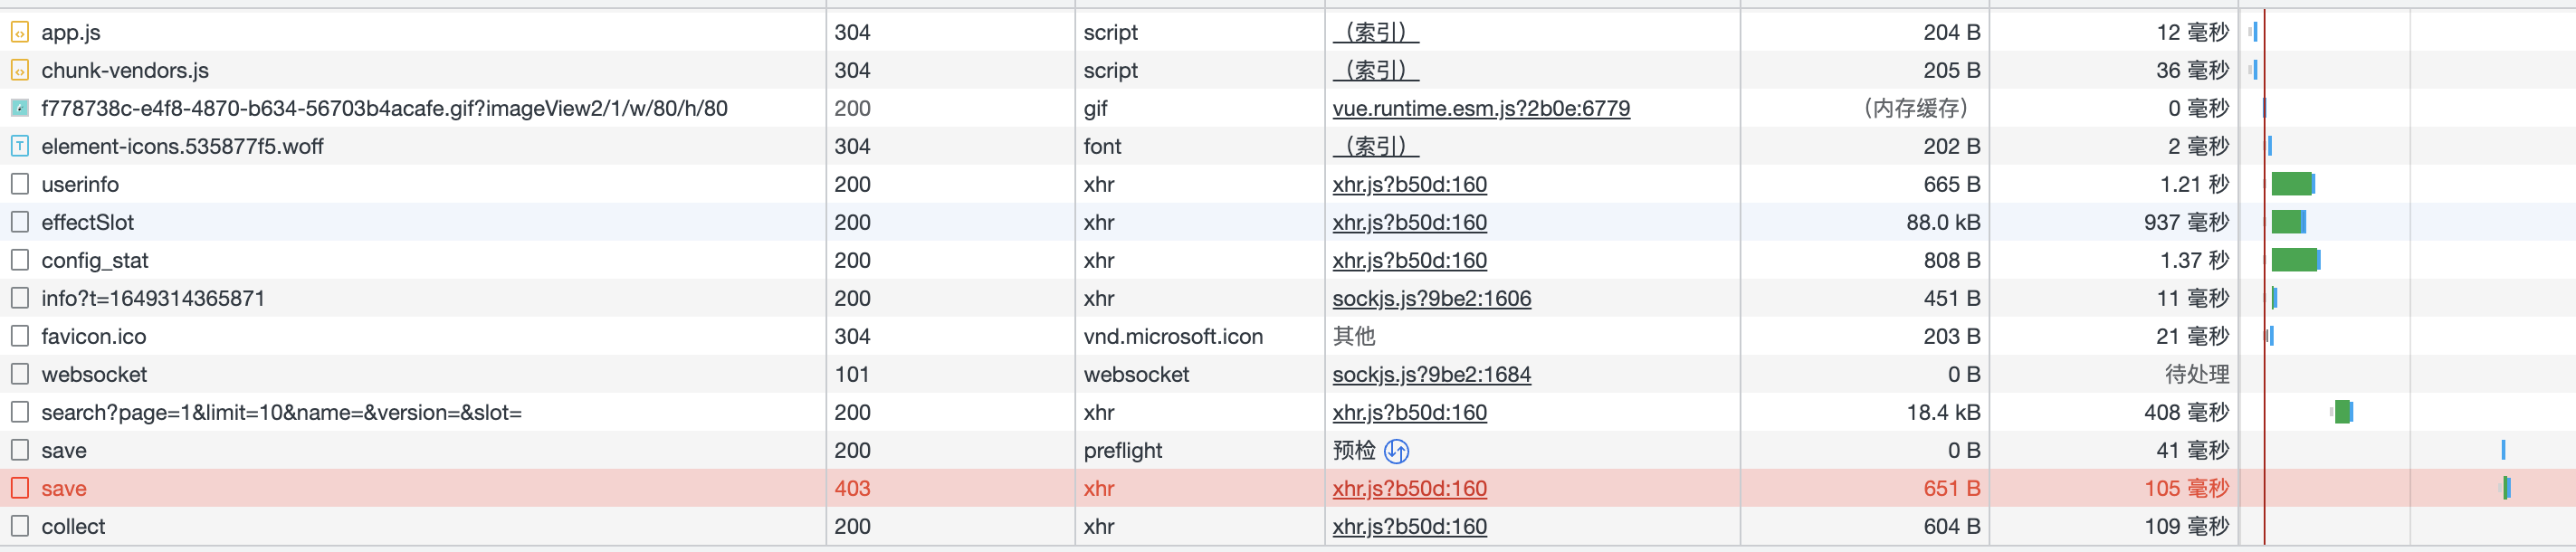 app.js 304 script （索引） 204 B 12 毫秒
chunk-vendors.js 304 script （索引） 205 B 36 毫秒
f778738c-e4f8-4870-b634-56703b4acafe.gif?imageView2/1/w/80/h/80 200 gif vue.runtime.esm.js?2b0e:6779 （内存缓存） 0 毫秒
element-icons.535877f5.woff 304 font （索引） 202 B 2 毫秒
userinfo 200 xhr xhr.js?b50d:160 665 B 1.21 秒
effectSlot 200 xhr xhr.js?b50d:160 88.0 kB 937 毫秒
config_stat 200 xhr xhr.js?b50d:160 808 B 1.37 秒
info?t=1649314365871 200 xhr sockjs.js?9be2:1606 451 B 11 毫秒
favicon.ico 304 vnd.microsoft.icon 其他 203 B 21 毫秒
websocket 101 websocket sockjs.js?9be2:1684 0 B 待处理
search?page=1&limit=10&name=&version=&slot= 200 xhr xhr.js?b50d:160 18.4 kB 408 毫秒
save 200 preflight 预检 0 B 41 毫秒
save 403 xhr xhr.js?b50d:160 651 B 105 毫秒
collect 200 xhr xhr.js?b50d:160 604 B 109 毫秒